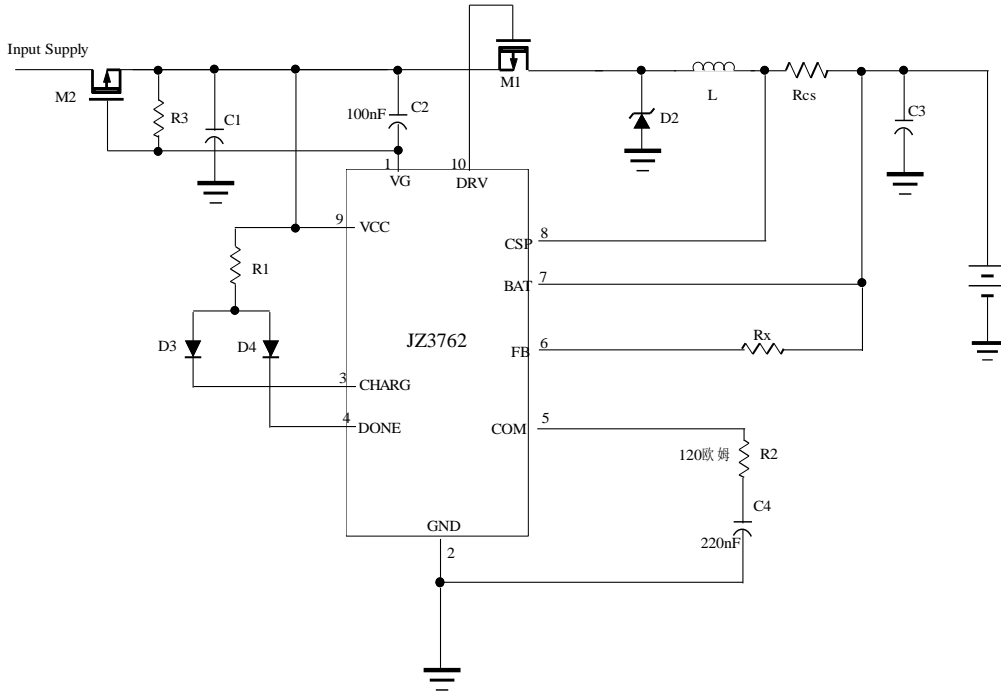 Input Supply
M2
R3
C1
100nF
C2
M1
D2
L
Rcs
C3
1
VG
10
DRV
9
VCC
R1
8
CSP
7
BAT
JZ3762
Rx
6
FB
D3
D4
3
CHARG
4
DONE
5
COM
120欧姆
R2
C4
220nF
GND
2